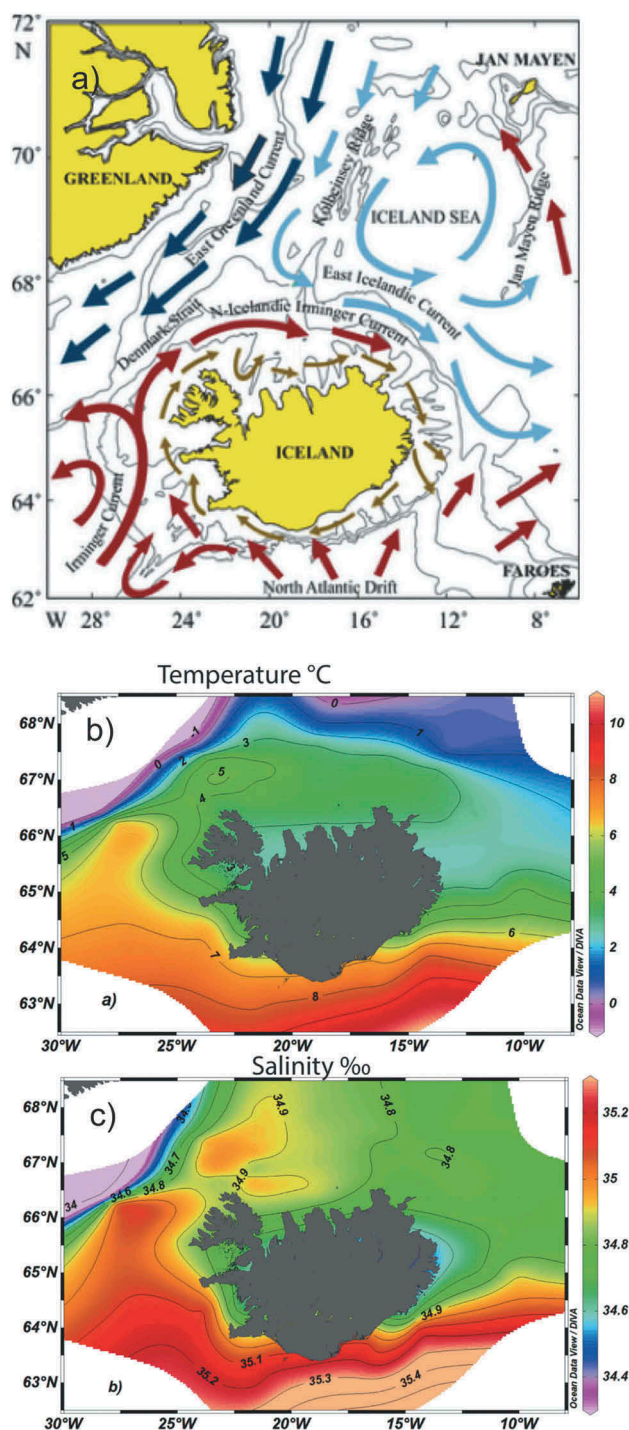 72°
N
a)
JAN MAYEN
70°
GREENLAND
East Greenland Current
Kolbeinsey Ridge
ICELAND SEA
Jan Mayen Ridge
68°
East Icelandic Current
Denmark Strait
N-Icelandic Irminger Current
66°
ICELAND
64°
Irminger Current
North Atlantic Drift
FAROES
62°
W 28° 24° 20° 16° 12° 8°
Temperature °C
b)
68°N
67°N
66°N
65°N
64°N
63°N
0
-1
1
0
2
3
5
4
1
5
3
7
6
8
a)
30°W 25°W 20°W 15°W 10°W
10
8
6
4
2
0
Ocean Data View / DIVA
Salinity ‰
c)
68°N
67°N
66°N
65°N
64°N
63°N
34.9
34.8
34.7
34.8
34.9
34.6
34.8
34
34.9
35.1
35.2
35.3
35.4
b)
30°W 25°W 20°W 15°W 10°W
35.2
35
34.8
34.6
34.4
Ocean Data View / DIVA